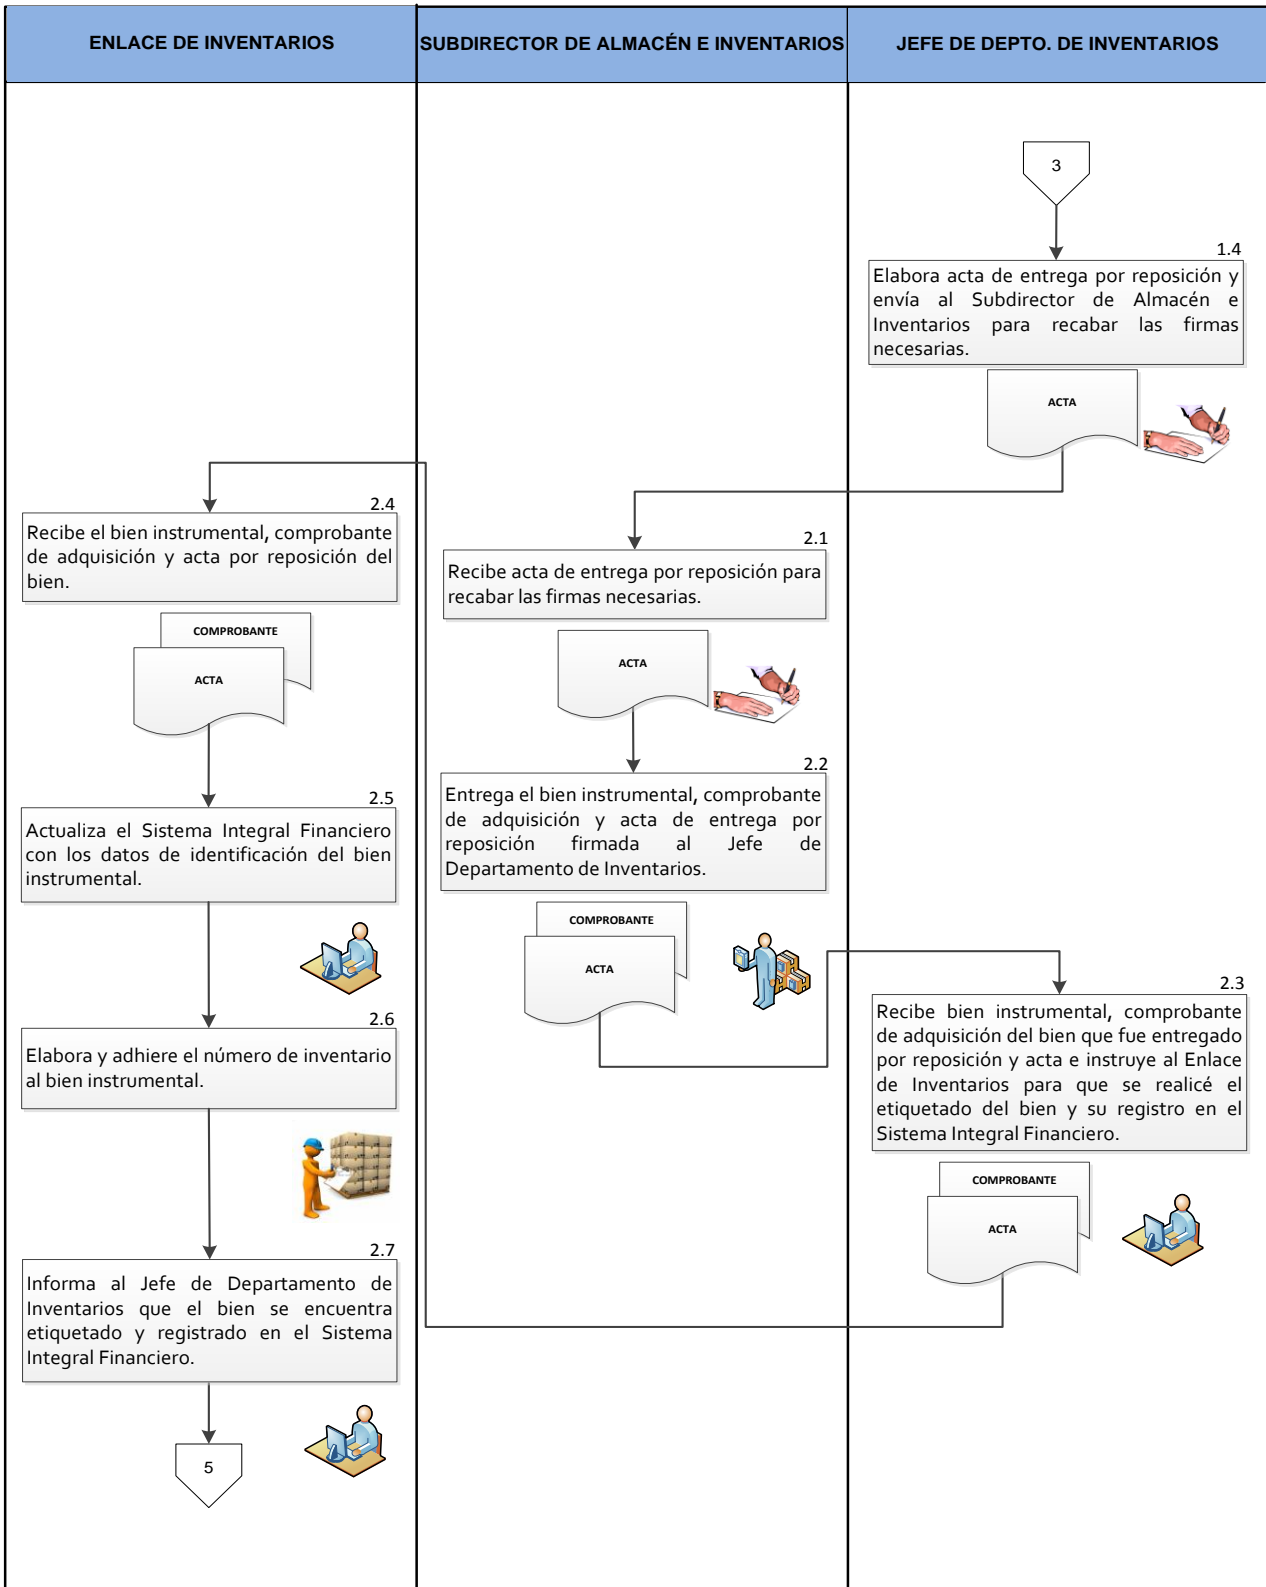 ENLACE DE INVENTARIOS
SUBDIRECTOR DE ALMACÉN E INVENTARIOS
JEFE DE DEPTO. DE INVENTARIOS
3
1.4
Elabora acta de entrega por reposición y
envía al Subdirector de Almacén e
Inventarios para recabar las firmas
necesarias.
ACTA
2.1
Recibe acta de entrega por reposición para
recabar las firmas necesarias.
ACTA
2.2
Entrega el bien instrumental, comprobante
de adquisición y acta de entrega por
reposición firmada al Jefe de
Departamento de Inventarios.
COMPROBANTE
ACTA
2.3
Recibe bien instrumental, comprobante
de adquisición del bien que fue entregado
por reposición y acta e instruye al Enlace
de Inventarios para que se realicé el
etiquetado del bien y su registro en el
Sistema Integral Financiero.
COMPROBANTE
ACTA
2.4
Recibe el bien instrumental, comprobante
de adquisición y acta por reposición del
bien.
COMPROBANTE
ACTA
2.5
Actualiza el Sistema Integral Financiero
con los datos de identificación del bien
instrumental.
2.6
Elabora y adhiere el número de inventario
al bien instrumental.
2.7
Informa al Jefe de Departamento de
Inventarios que el bien se encuentra
etiquetado y registrado en el Sistema
Integral Financiero.
5